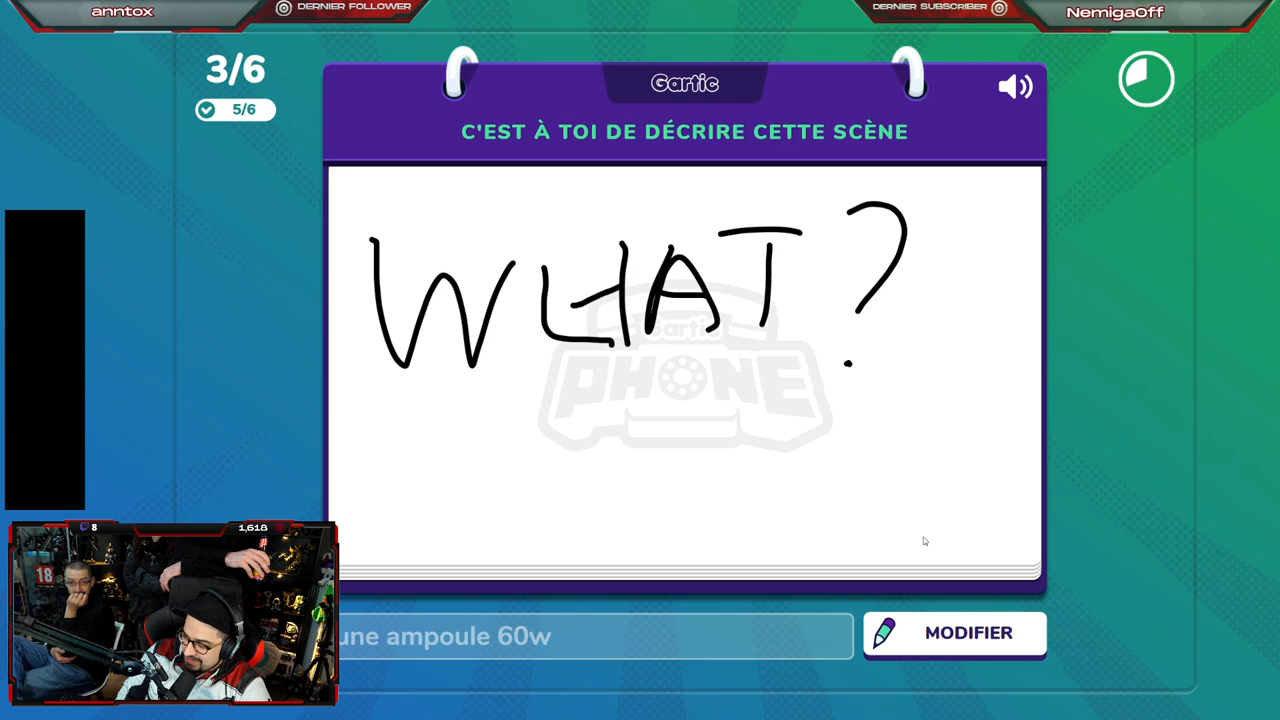 anntox
DERNIER FOLLOWER
DERNIER SUBSCRIBER
NemigaOff
3/6
5/6
Gartic
C'EST À TOI DE DÉCRIRE CETTE SCÈNE
WHAT?
Gartic
PHONE
8
1,618
18
une ampoule 60w
MODIFIER